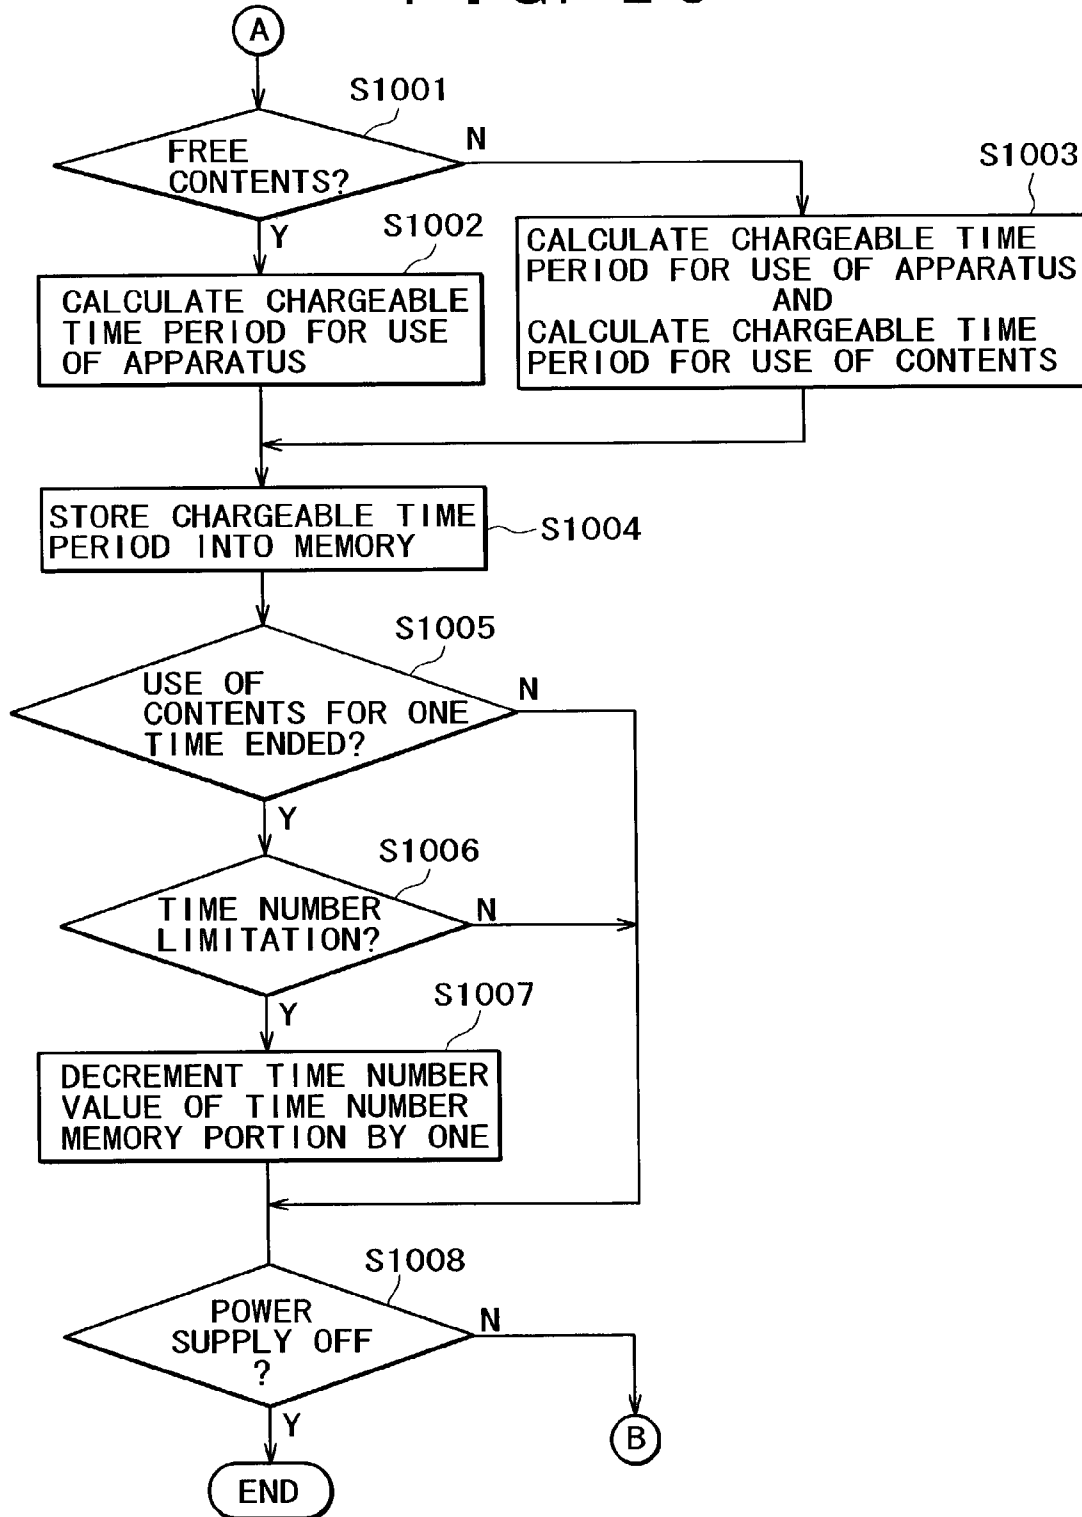 A
S1001
FREE
CONTENTS?
N
Y
S1002
S1003
CALCULATE CHARGEABLE
TIME PERIOD FOR USE
OF APPARATUS
CALCULATE CHARGEABLE TIME
PERIOD FOR USE OF APPARATUS
AND
CALCULATE CHARGEABLE TIME
PERIOD FOR USE OF CONTENTS
STORE CHARGEABLE TIME
PERIOD INTO MEMORY
S1004
S1005
USE OF
CONTENTS FOR ONE
TIME ENDED?
N
Y
S1006
TIME NUMBER
LIMITATION?
N
Y
S1007
DECREMENT TIME NUMBER
VALUE OF TIME NUMBER
MEMORY PORTION BY ONE
S1008
POWER
SUPPLY OFF
?
N
Y
B
END